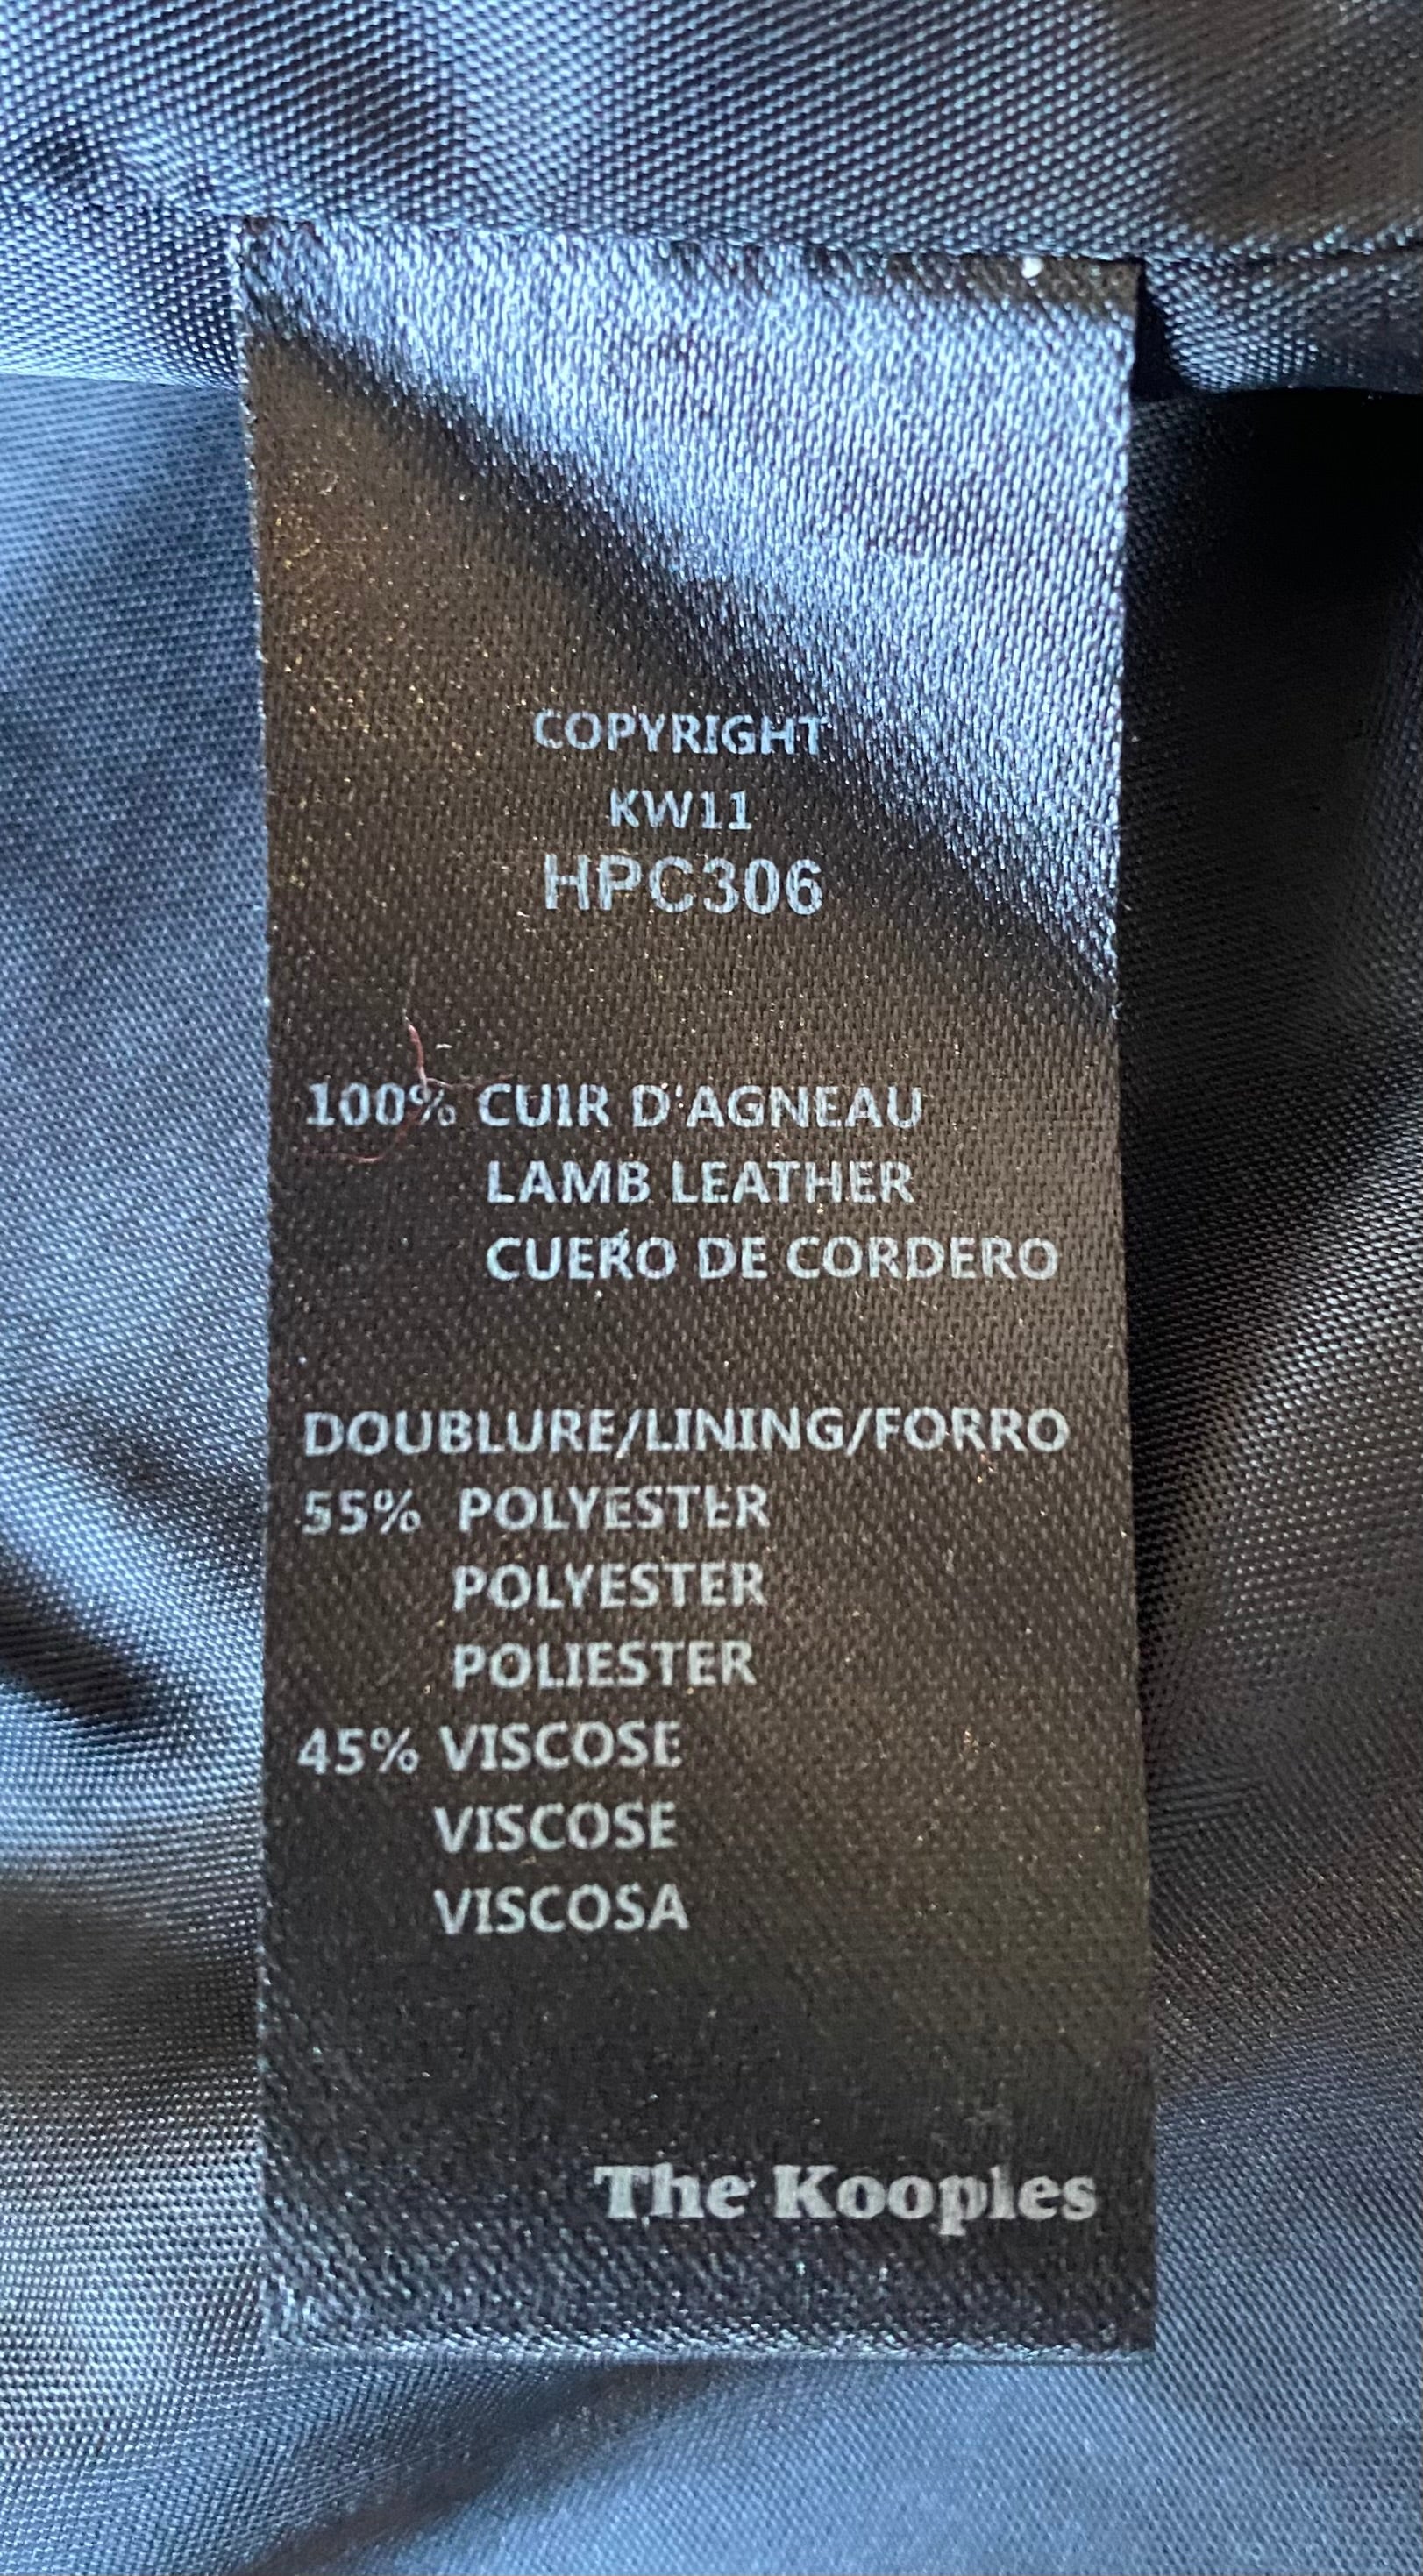 COPYRIGHT
KW11
HPC306
100% CUIR D'AGNEAU
LAMB LEATHER
CUERO DE CORDERO
DOUBLURE/LINING/FORRO
55% POLYESTER
POLYESTER
POLIESTER
45% VISCOSE
VISCOSE
VISCOSA
The Kooples